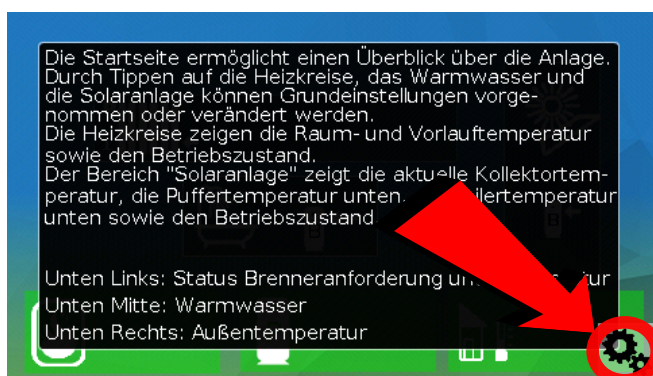 Die Startseite ermöglicht einen Überblick über die Anlage.
Durch Tippen auf die Heizkreise, das Warmwasser und
die Solaranlage können Grundeinstellungen vorge-
nommen oder verändert werden.
Die Heizkreise zeigen die Raum- und Vorlauftemperatur
sowie den Betriebszustand.
Der Bereich "Solaranlage" zeigt die aktuelle Kollektortem-
peratur, die Puffertemperatur unten.
unten sowie den Betriebszustand
Unten Links: Status Brenneranforderung
Unten Mitte: Warmwasser
Unten Rechts: Außentemperatur